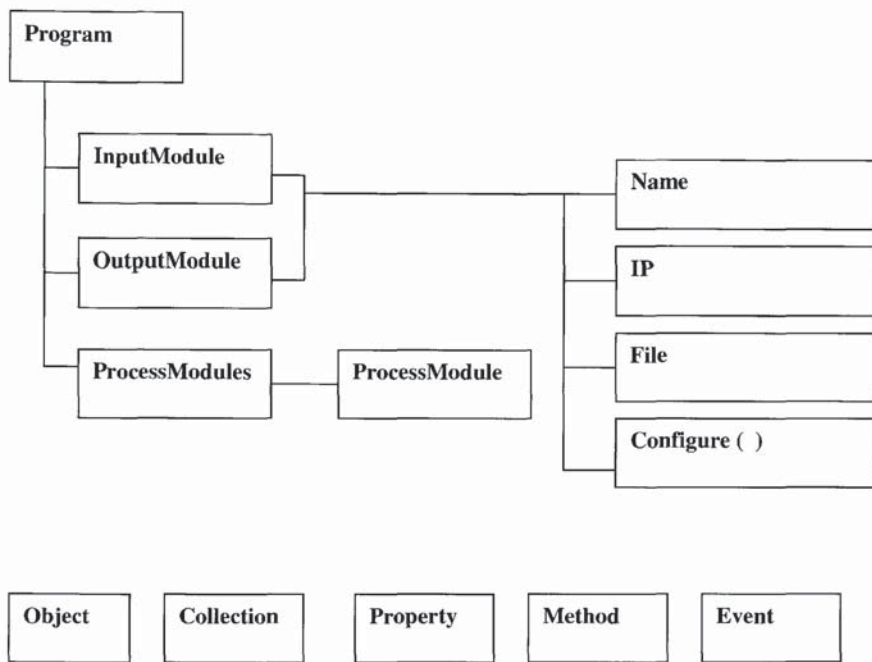 Program
InputModule
Name
OutputModule
IP
ProcessModules
ProcessModule
File
Configure ( )
Object
Collection
Property
Method
Event